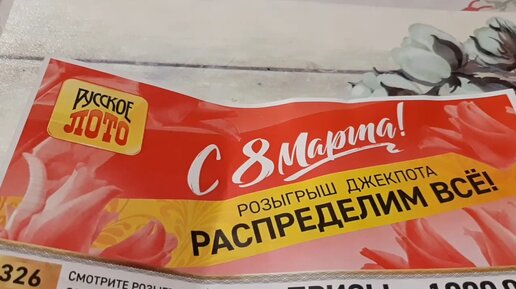 РУССКОЕ
ЛОТО
С 8 Марта!
РОЗЫГРЫШ ДЖЕКПОТА
РАСПРЕДЕЛИМ ВСЁ!
326
СМОТРИТЕ